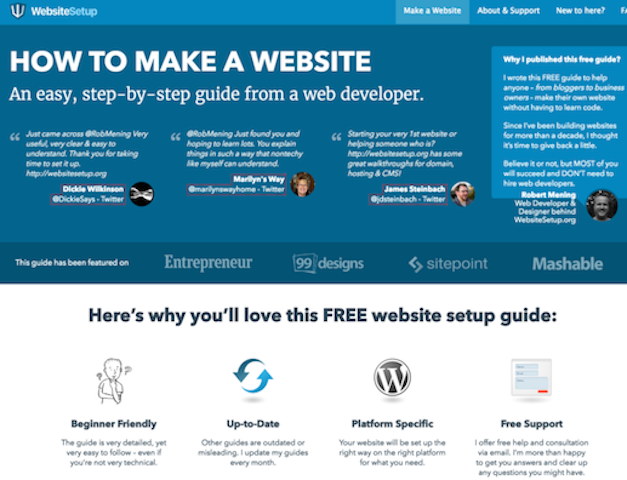 WebsiteSetup
Make a Website
About & Support
New to here?
HOW TO MAKE A WEBSITE
An easy, step-by-step guide from a web developer.
Just came across @RobMening Very
useful, very clear & easy to
understand. Thank you for taking
time to set it up.
http://websitesetup.org
Dickie Wilkinson
@DickieSays - Twitter
@RobMening Just found you and
hoping to learn lots. You explain
things in such a way that nontechy
like myself can understand.
Marilyn's Way
@marilynswayhome - Twitter
Starting your very 1st website or
helping someone who is?
http://websitesetup.org has some
great walkthroughs for domain,
hosting & CMS!
James Steinbach
@jdsteinbach - Twitter
Why I published this free guide?
I wrote this FREE guide to help
anyone – from bloggers to business
owners - make their own website
without having to learn code.
Since I've been building websites
for more than a decade, I thought
it's time to give back a little.
Believe it or not, but MOST of you
will succeed and DON'T need to
hire web developers.
Robert Mening
Web Developer &
Designer behind
WebsiteSetup.org
This guide has been featured on
Entrepreneur
99designs
sitepoint
Mashable
Here's why you'll love this FREE website setup guide:
Beginner Friendly
The guide is very detailed, yet
very easy to follow – even if
you're not very technical.
Up-to-Date
Other guides are outdated or
misleading. I update my guides
every month.
Platform Specific
Your website will be set up the
right way on the right platform
for what you need.
Free Support
I offer free help and consultation
via email. I'm more than happy
to get you answers and clear up
any questions you might have.